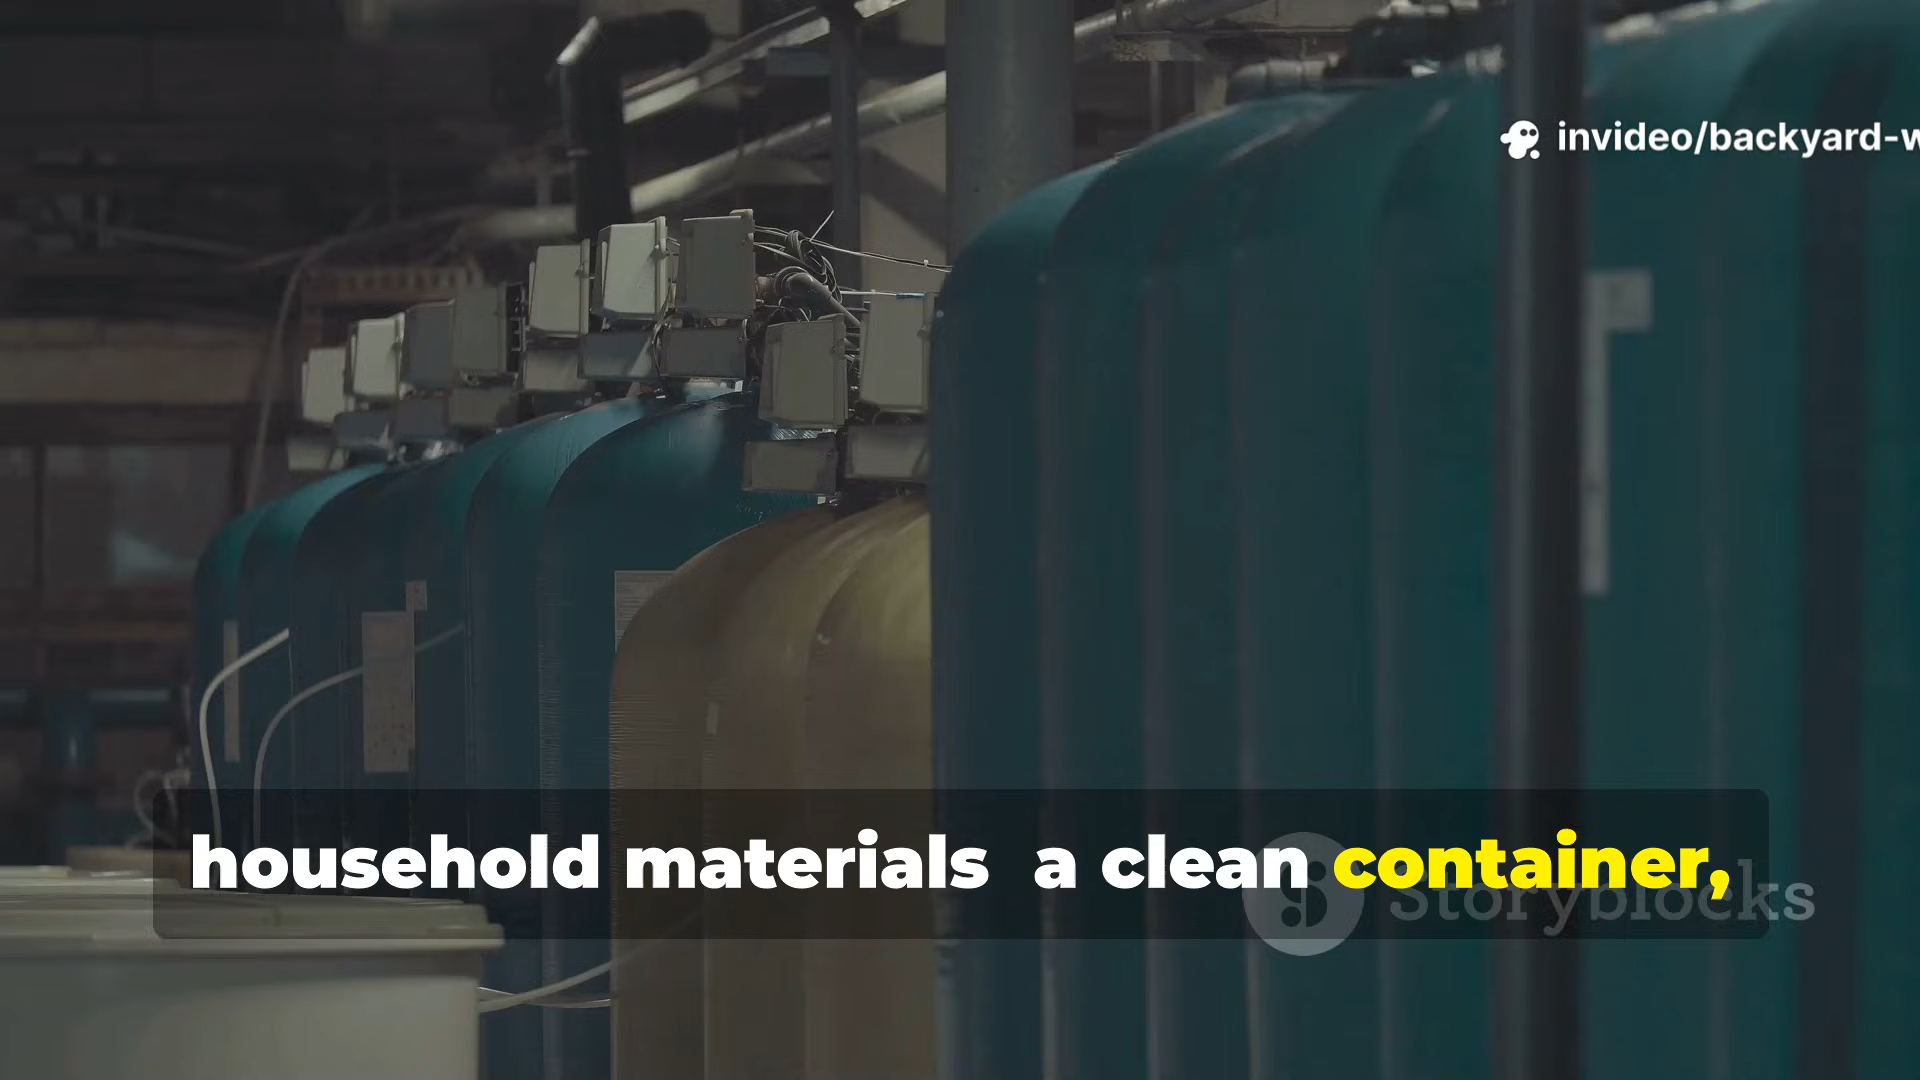 invideo/backyard-w
household materials a clean container,
Storyblocks